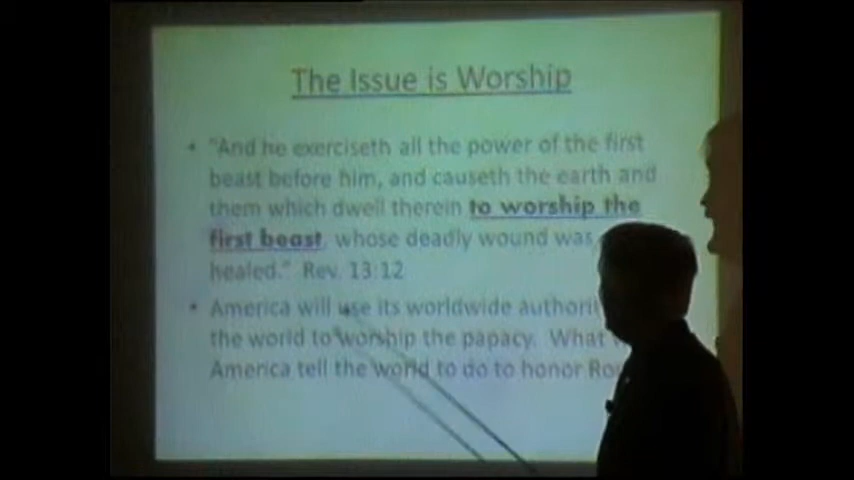 The Issue is Worship
• "And he exerciseth all the power of the first
beast before him, and causeth the earth and
them which dwell therein to worship the
first beast, whose deadly wound was
healed." Rev. 13:12
• America will use its worldwide authori
the world to worship the papacy. What
America tell the world to do to honor Ro